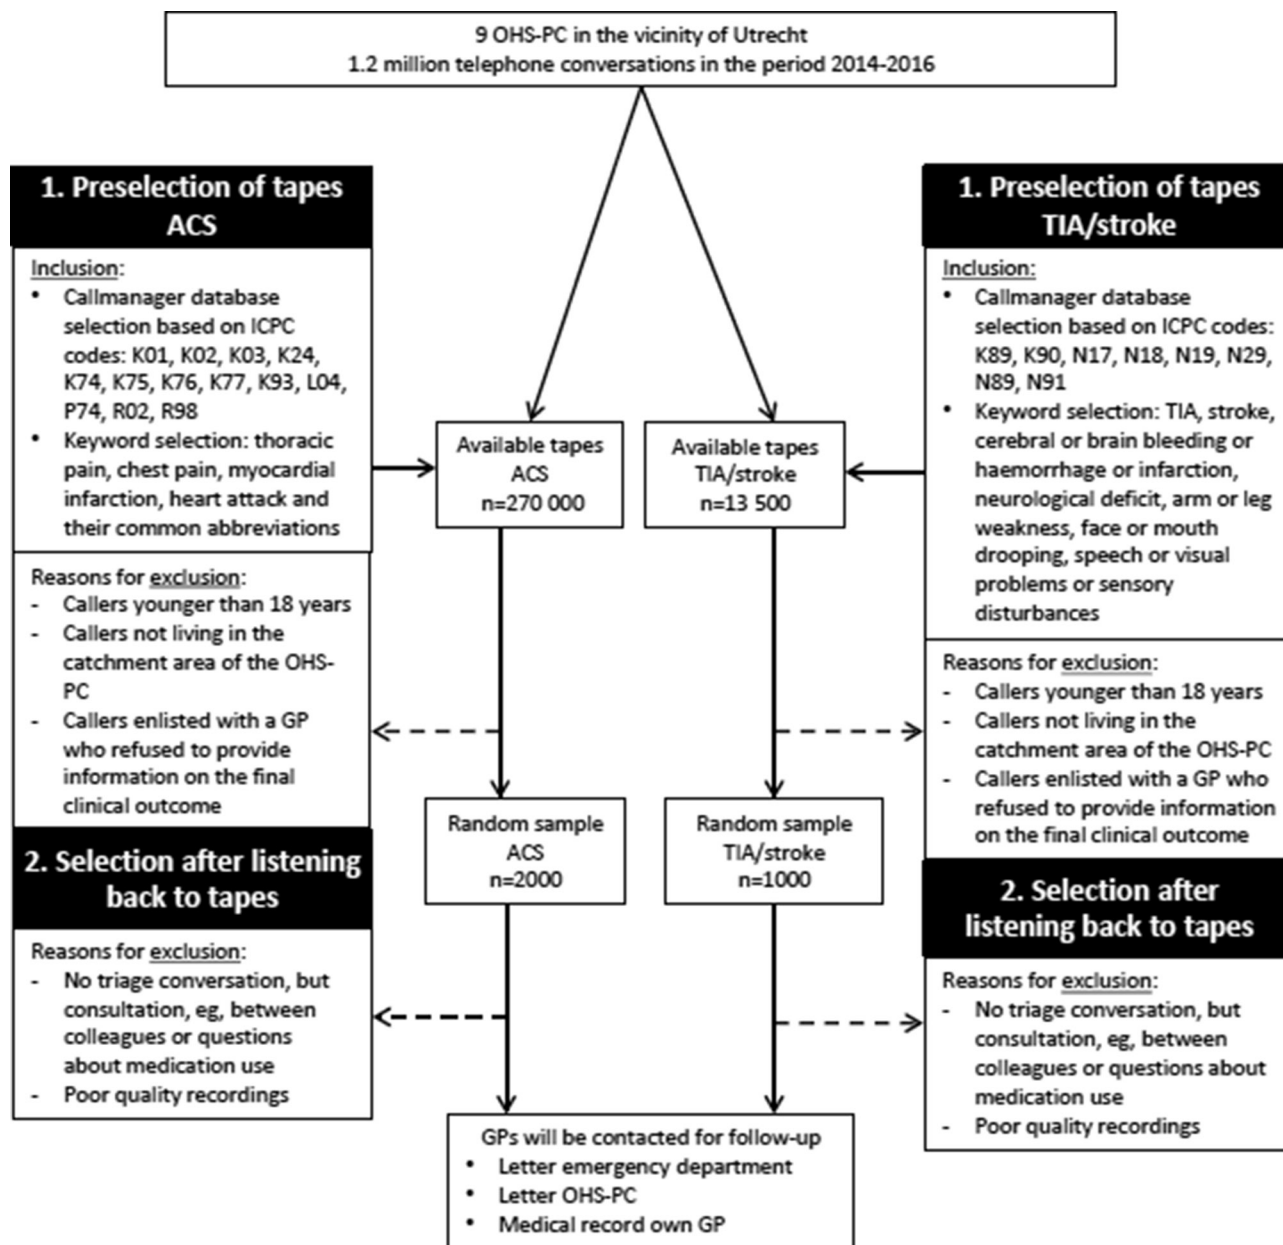 9 OHS-PC in the vicinity of Utrecht
1.2 million telephone conversations in the period 2014-2016
1. Preselection of tapes
ACS
Inclusion:
• Callmanager database
selection based on ICPC
codes: K01, K02, K03, K24,
K74, K75, K76, K77, K93, L04,
P74, R02, R98
• Keyword selection: thoracic
pain, chest pain, myocardial
infarction, heart attack and
their common abbreviations
Reasons for exclusion:
- Callers younger than 18 years
- Callers not living in the
catchment area of the OHS-
PC
- Callers enlisted with a GP
who refused to provide
information on the final
clinical outcome
2. Selection after listening
back to tapes
Reasons for exclusion:
- No triage conversation, but
consultation, eg, between
colleagues or questions
about medication use
- Poor quality recordings
Available tapes
ACS
n=270 000
Available tapes
TIA/stroke
n=13 500
Random sample
ACS
n=2000
Random sample
TIA/stroke
n=1000
GPs will be contacted for follow-up
• Letter emergency department
• Letter OHS-PC
• Medical record own GP
1. Preselection of tapes
TIA/stroke
Inclusion:
• Callmanager database
selection based on ICPC codes:
K89, K90, N17, N18, N19, N29,
N89, N91
• Keyword selection: TIA, stroke,
cerebral or brain bleeding or
haemorrhage or infarction,
neurological deficit, arm or leg
weakness, face or mouth
drooping, speech or visual
problems or sensory
disturbances
Reasons for exclusion:
- Callers younger than 18 years
- Callers not living in the
catchment area of the OHS-PC
- Callers enlisted with a GP who
refused to provide information
on the final clinical outcome
2. Selection after
listening back to tapes
Reasons for exclusion:
- No triage conversation, but
consultation, eg, between
colleagues or questions about
medication use
- Poor quality recordings